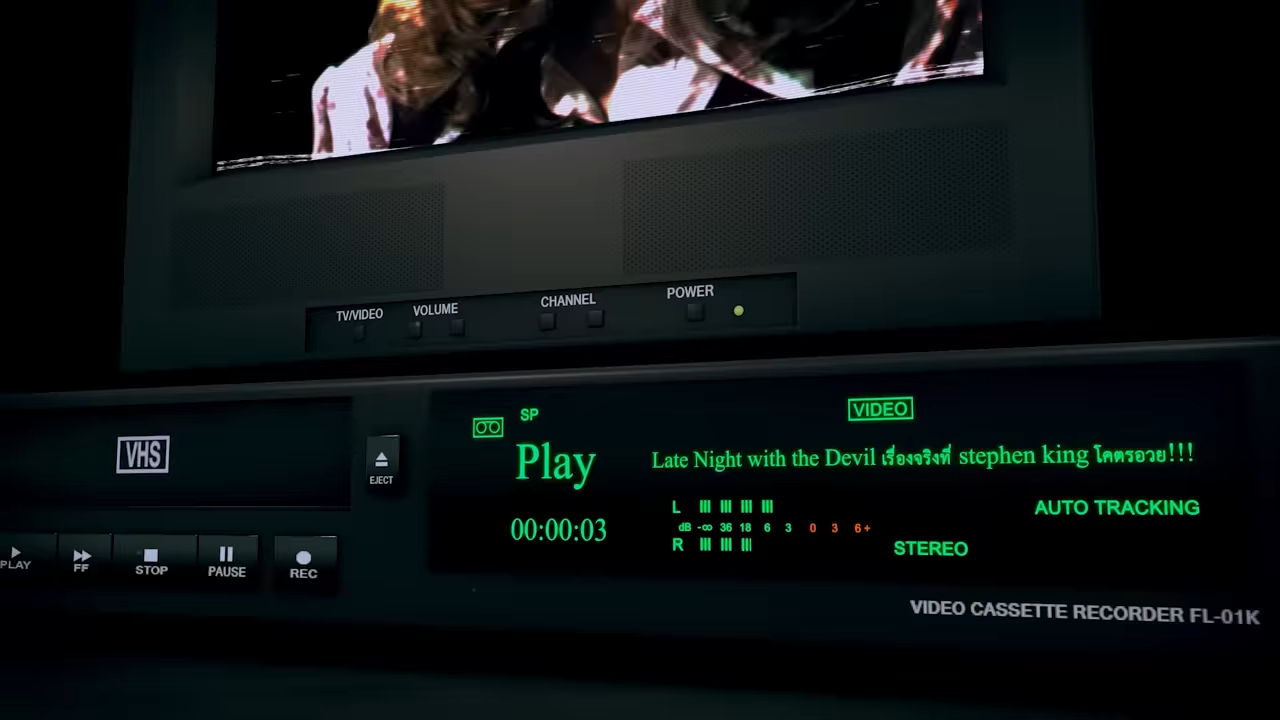 TV/VIDEO
VOLUME
CHANNEL
POWER
VHS
EJECT
SP
VIDEO
Play
Late Night with the Devil เรื่องจริงที่ stephen king โคตรอวย!!!
00:00:03
L
dB -∞ 36 18 6 3 0 3 6+
R
AUTO TRACKING
STEREO
PLAY
FF
STOP
PAUSE
REC
VIDEO CASSETTE RECORDER FL-01K